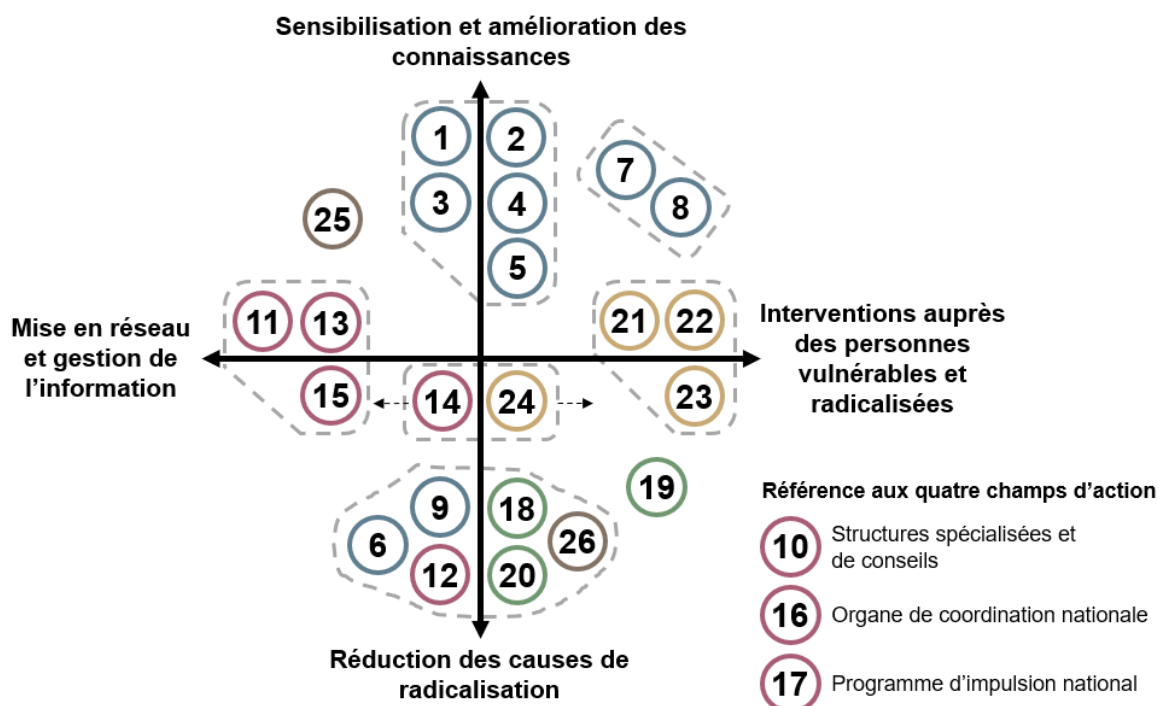 Sensibilisation et amélioration des
connaissances
1
2
7
3
4
8
25
5
11
13
21
22
Mise en réseau
et gestion de
l’information
Interventions auprès
des personnes
vulnérables et
radicalisées
15
14
24
23
19
9
18
6
26
12
20
Référence aux quatre champs d’action
10
Structures spécialisées et
de conseils
16
Organe de coordination nationale
17
Programme d’impulsion national
Réduction des causes de
radicalisation